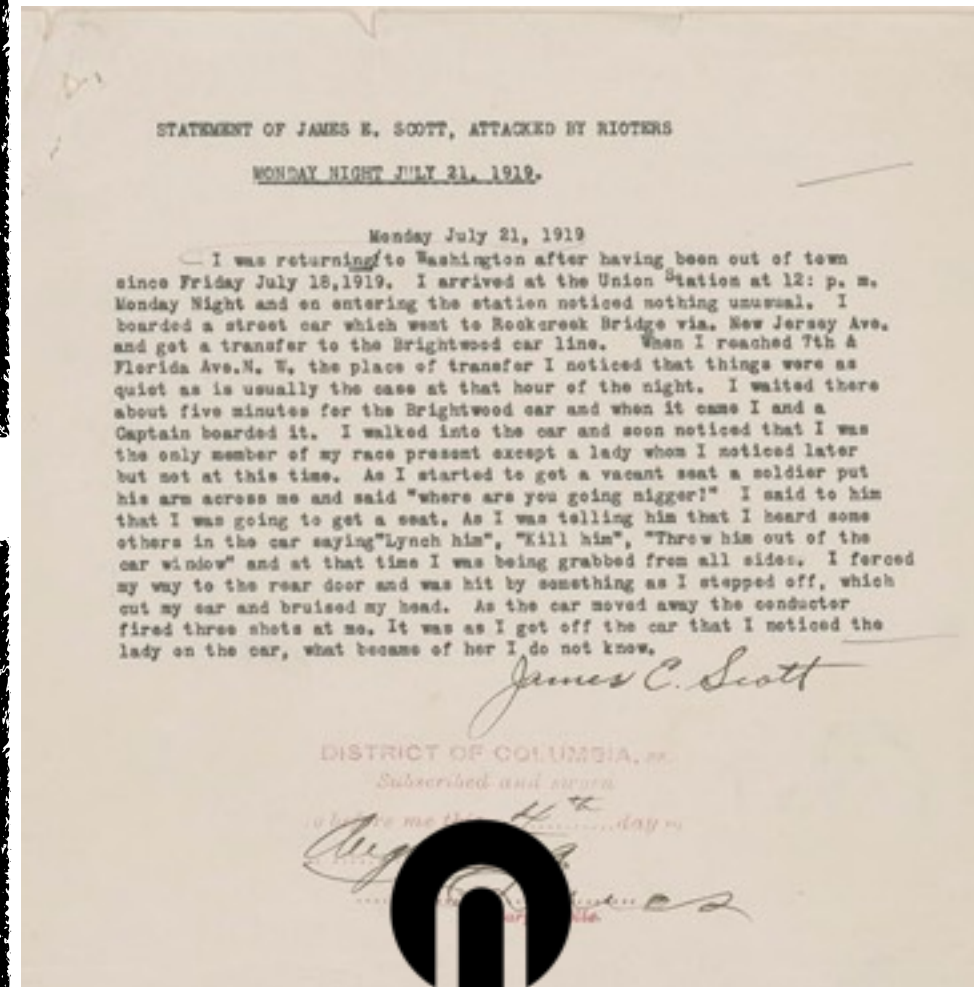 STATEMENT OF JAMES E. SCOTT, ATTACKED BY RIOTERS
MONDAY NIGHT JULY 21, 1919.
Monday July 21, 1919
I was returning to Washington after having been out of town
since Friday July 18,1919. I arrived at the Union Station at 12: p. m.
Monday Night and on entering the station noticed nothing unusual. I
boarded a street car which went to Rockcreek Bridge via. New Jersey Ave.
and got a transfer to the Brightwood car line. When I reached 7th &
Florida Ave.N. W. the place of transfer I noticed that things were as
quiet as is usually the case at that hour of the night. I waited there
about five minutes for the Brightwood car and when it came I and a
Captain boarded it. I walked into the car and soon noticed that I was
the only member of my race present except a lady whom I noticed later
but not at this time. As I started to get a vacant seat a soldier put
his arm across me and said "where are you going nigger?" I said to him
that I was going to get a seat. As I was telling him that I heard some
others in the car saying"Lynch him", "Kill him", "Throw him out of the
car window" and at that time I was being grabbed from all sides. I forced
my way to the rear door and was hit by something as I stepped off, which
cut my ear and bruised my head. As the car moved away the conductor
fired three shots at me. It was as I got off the car that I noticed the
lady on the car, what became of her I do not know.
James E. Scott
DISTRICT OF COLUMBIA,
Subscribed and sworn
before me this 4th day